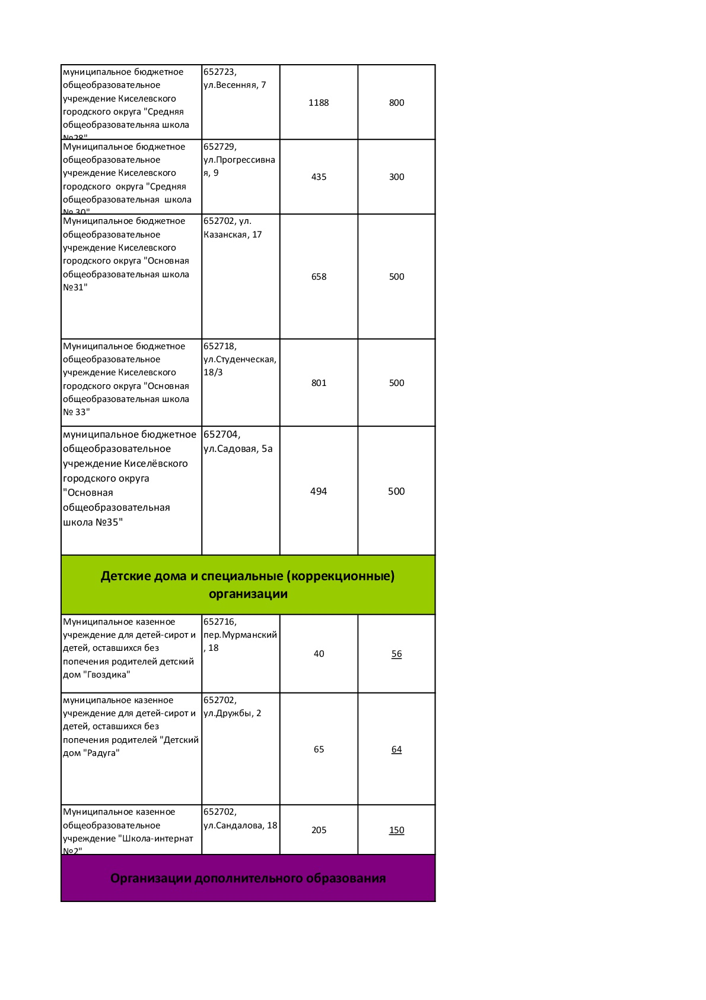 муниципальное бюджетное
общеобразовательное
учреждение Киселевского
городского округа "Средняя
общеобразовательняа школа
№28"
652723,
ул.Весенняя, 7
1188
800
Муниципальное бюджетное
общеобразовательное
учреждение Киселевского
городского  округа "Средняя
общеобразовательная  школа
№ 30"
652729,
ул.Прогрессивна
я, 9
435
300
Муниципальное бюджетное
общеобразовательное
учреждение Киселевского
городского округа "Основная
общеобразовательная школа
№31"
652702, ул.
Казанская, 17
658
500
Муниципальное бюджетное
общеобразовательное
учреждение Киселевского
городского округа "Основная
общеобразовательная школа
№ 33"
652718,
ул.Студенческая,
18/3
801
500
муниципальное бюджетное
общеобразовательное
учреждение Киселёвского
городского округа
"Основная
общеобразовательная
школа №35"
652704,
ул.Садовая, 5а
494
500
Детские дома и специальные (коррекционные)
организации
Муниципальное казенное
учреждение для детей-сирот и
детей, оставшихся без
попечения родителей детский
дом "Гвоздика"
652716,
пер.Мурманский
, 18
40
56
муниципальное казенное
учреждение для детей-сирот и
детей, оставшихся без
попечения родителей "Детский
дом "Радуга"
652702,
ул.Дружбы, 2
65
64
Муниципальное казенное
общеобразовательное
учреждение "Школа-интернат
№2"
652702,
ул.Сандалова, 18
205
150
Организации дополнительного образования